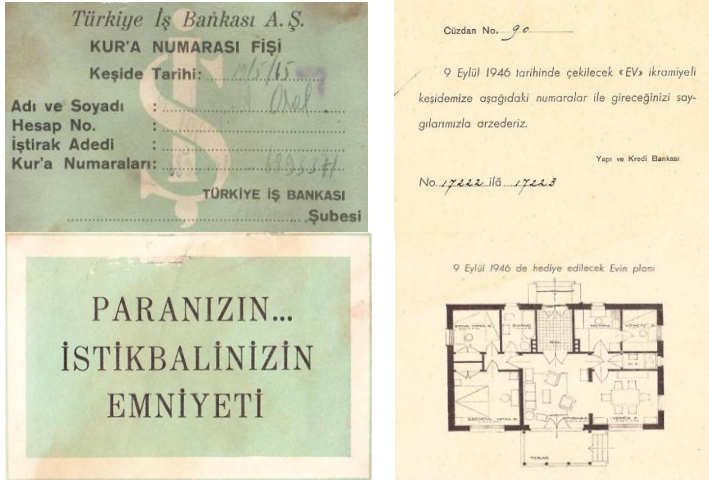 Türkiye İş Bankası A. Ş.
KUR'A NUMARASI FİŞİ
Keşide Tarihi:
Adı ve Soyadı :
Hesap No. :
İştirak Adedi :
Kur'a Numaraları:
TÜRKİYE İŞ BANKASI
Şubesi
PARANIZIN...
İSTİKBALİNİZİN
EMNİYETİ
Cüzdan No. 90
9 Eylül 1946 tarihinde çekilecek «EV» ikramiyeli
keşidemize aşağıdaki numaralar ile gireceğinizi say-
gılarımızla arzederiz.
Yapı ve Kredi Bankası
No. 17222 ilâ 17223
9 Eylül 1946 de hediye edilecek Evin planı
TERAS